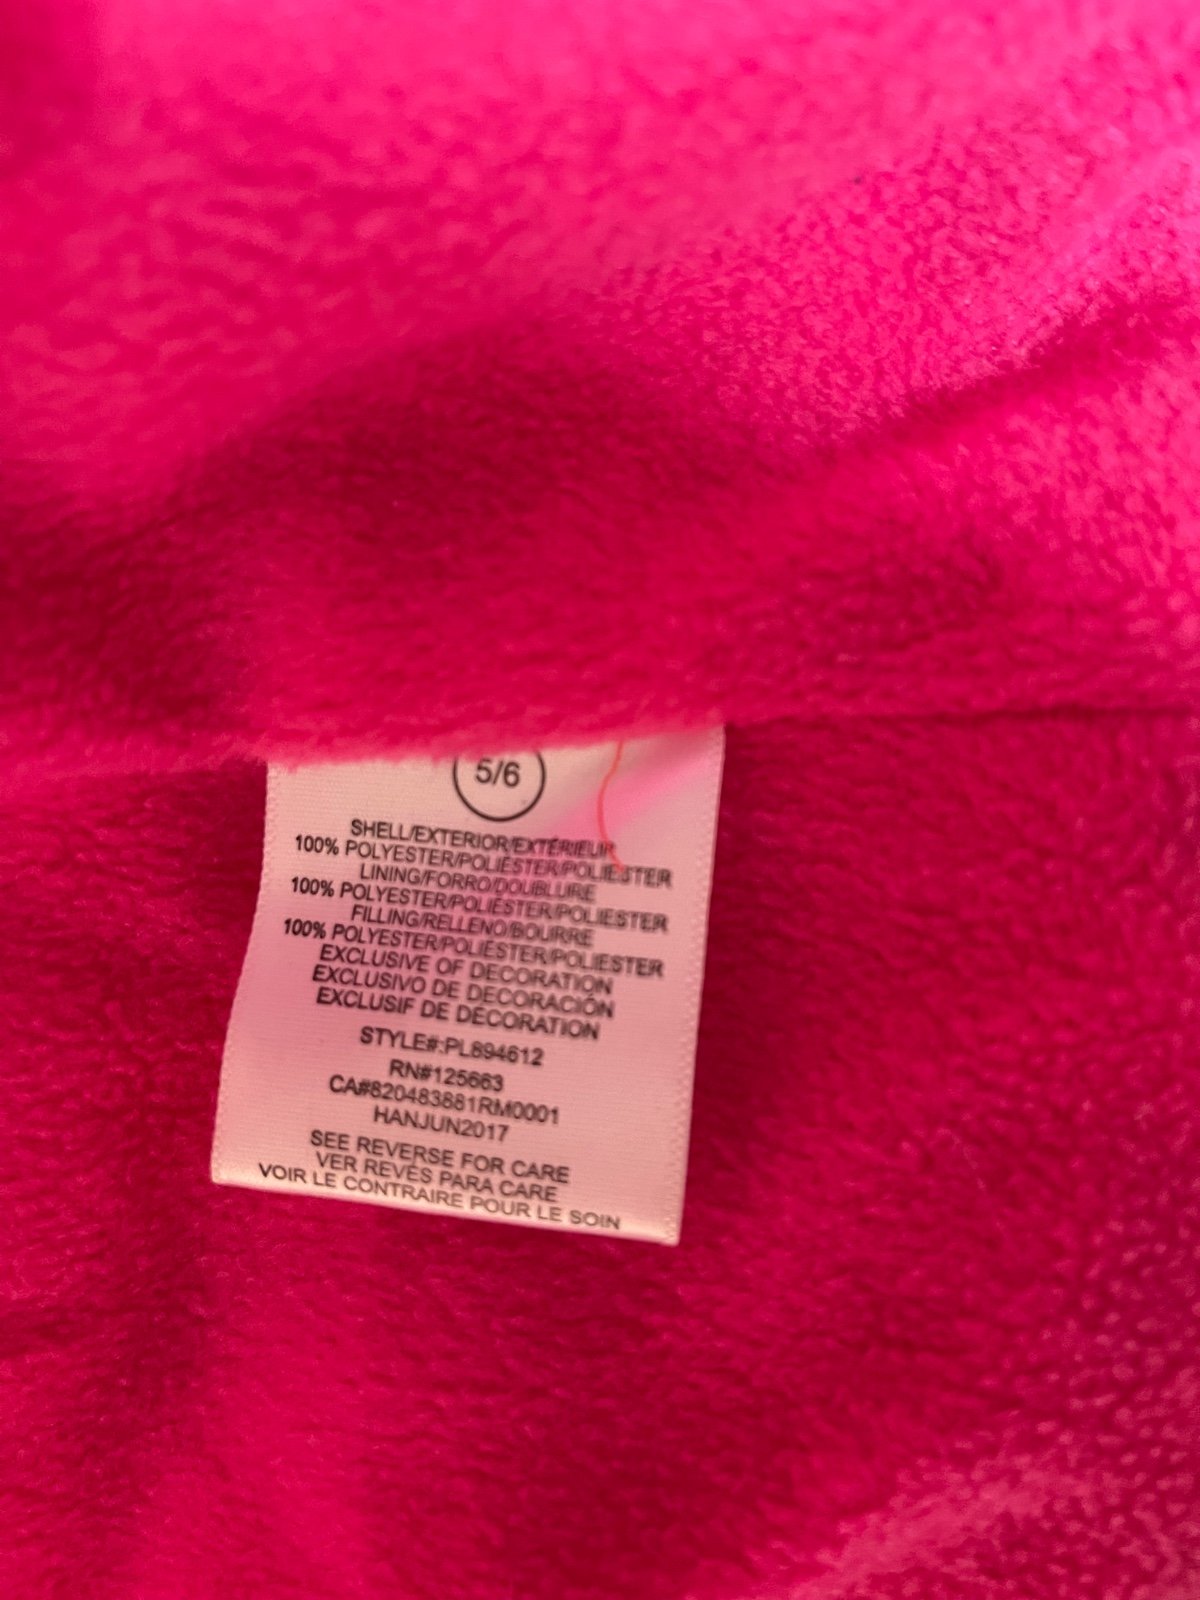 5/6
SHELL/EXTERIOR/EXTÉRIEUR
100% POLYESTER/POLIÉSTER/POLIESTER
LINING/FORRO/DOUBLURE
100% POLYESTER/POLIÉSTER/POLIESTER
FILLING/RELLENO/BOURRE
100% POLYESTER/POLIÉSTER/POLIESTER
EXCLUSIVE OF DECORATION
EXCLUSIVO DE DECORACIÓN
EXCLUSIF DE DÉCORATION
STYLE#:PL894612
RN#125663
CA#820483881RM0001
HANJUN2017
SEE REVERSE FOR CARE
VER REVÉS PARA CARE
VOIR LE CONTRAIRE POUR LE SOIN